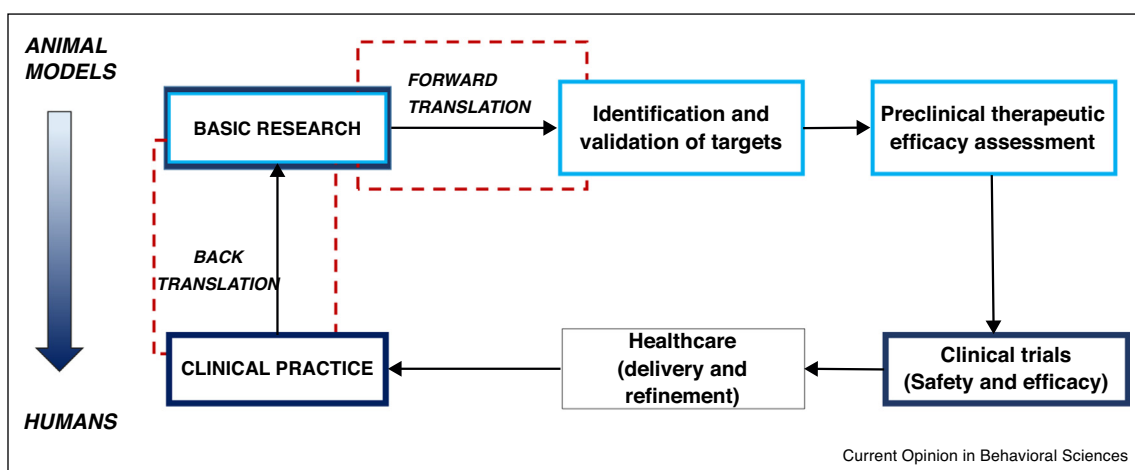 ANIMAL
MODELS
FORWARD
TRANSLATION
BASIC RESEARCH
Identification and
validation of targets
Preclinical therapeutic
efficacy assessment
BACK
TRANSLATION
CLINICAL PRACTICE
Healthcare
(delivery and
refinement)
Clinical trials
(Safety and efficacy)
HUMANS
Current Opinion in Behavioral Sciences